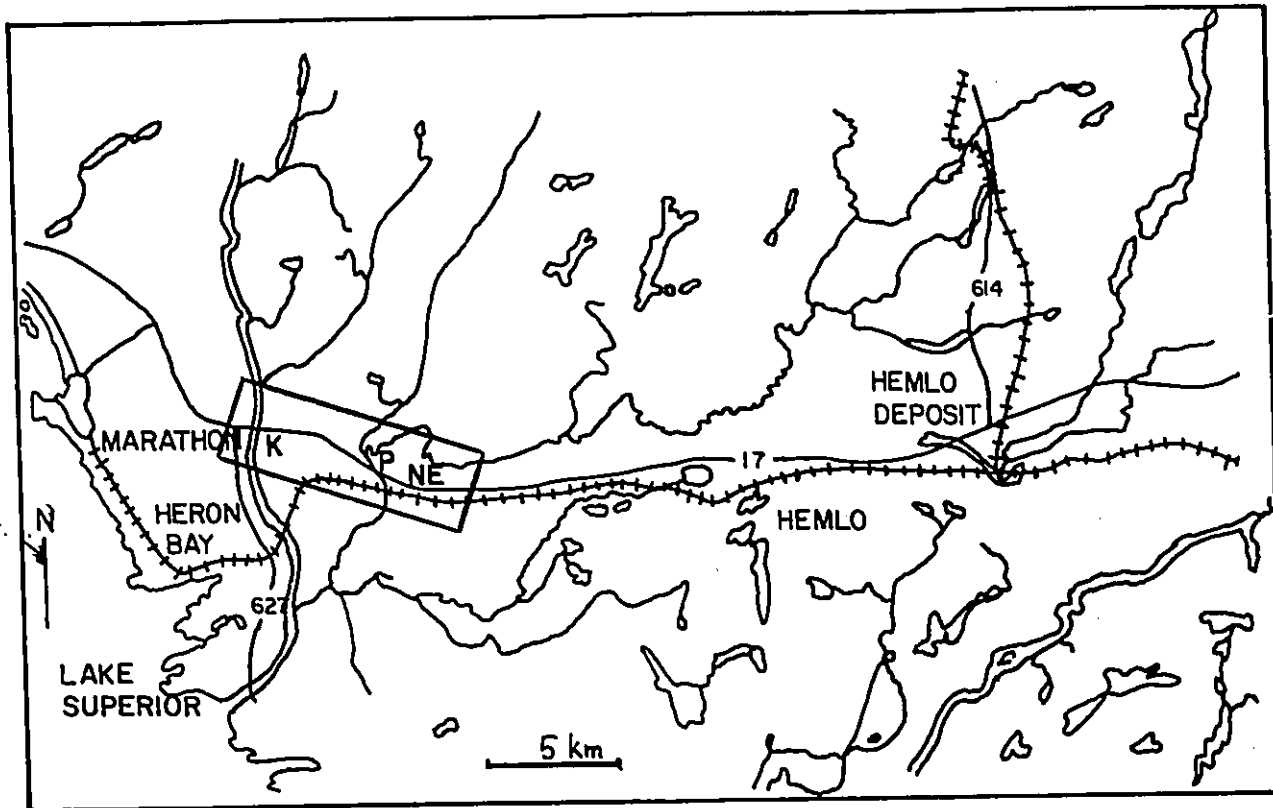 614
HEMLO
DEPOSIT
MARATHON
K
P
NE
17
HERON
BAY
N
HEMLO
627
LAKE
SUPERIOR
5 km